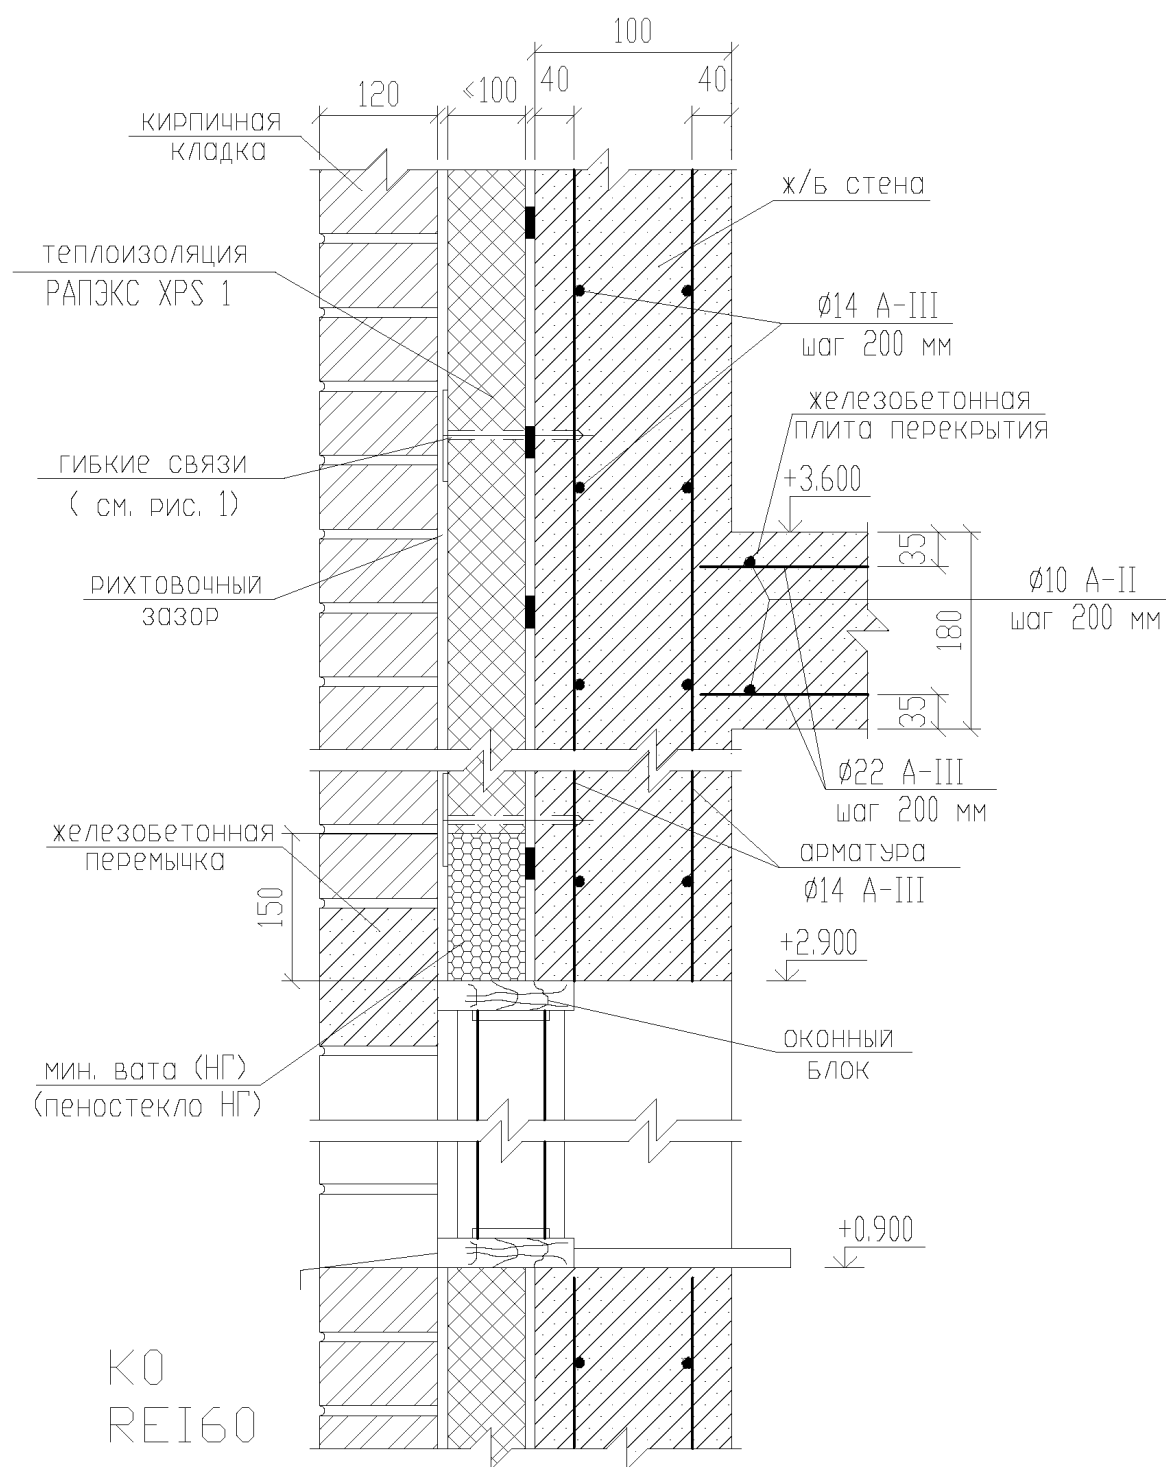 100
120
≤100
40
40
кирпичная
кладка
ж/б стена
теплоизоляция
РАПЭКС XPS 1
Ø14 А-III
шаг 200 мм
железобетонная
плита перекрытия
+3.600
гибкие связи
( см. рис. 1)
35
рихтовочный
зазор
Ø10 А-II
шаг 200 мм
180
35
Ø22 А-III
шаг 200 мм
железобетонная
перемычка
арматура
Ø14 А-III
150
+2.900
оконный
блок
мин. вата (НГ)
(пеностекло НГ)
+0.900
К0
REI60